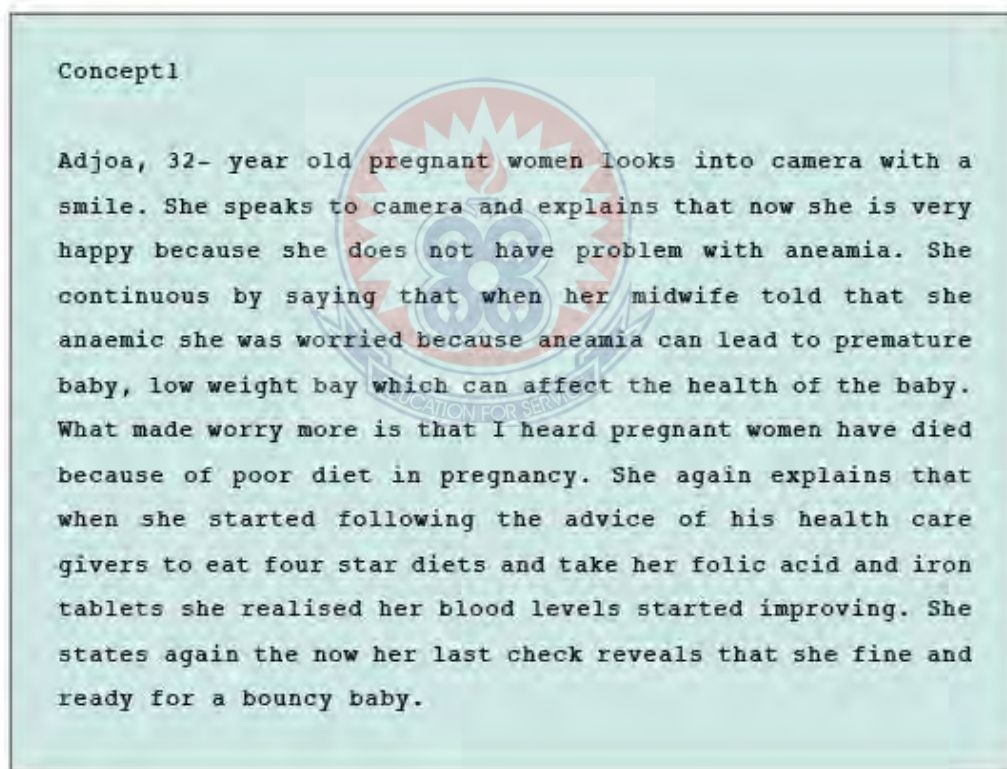 Concept1
Adjoa, 32- year old pregnant women looks into camera with a
smile. She speaks to camera and explains that now she is very
happy because she does not have problem with aneamia. She
continuous by saying that when her midwife told that she
anaemic she was worried because aneamia can lead to premature
baby, low weight bay which can affect the health of the baby.
What made worry more is that I heard pregnant women have died
because of poor diet in pregnancy. She again explains that
when she started following the advice of his health care
givers to eat four star diets and take her folic acid and iron
tablets she realised her blood levels started improving. She
states again the now her last check reveals that she fine and
ready for a bouncy baby.
EDUCATION FOR SERVICE